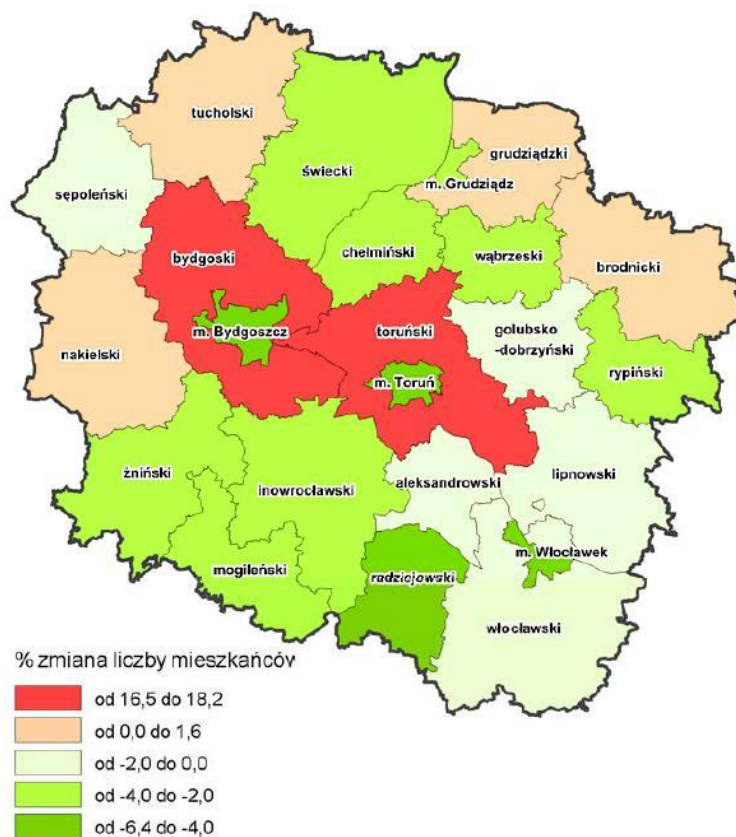 tucholski
świecki
grudziądzki
m. Grudziądz
sępoleński
bydgoski
chełmiński
wąbrzeski
brodnicki
m. Bydgoszcz
toruński
golubsko
-dobrzyński
nakielski
m. Toruń
rypiński
żniński
inowrocławski
aleksandrowski
lipnowski
m. Włocławek
mogileński
radziejowski
włocławski
% zmiana liczby mieszkańców
od 16,5 do 18,2
od 0,0 do 1,6
od -2,0 do 0,0
od -4,0 do -2,0
od -6,4 do -4,0